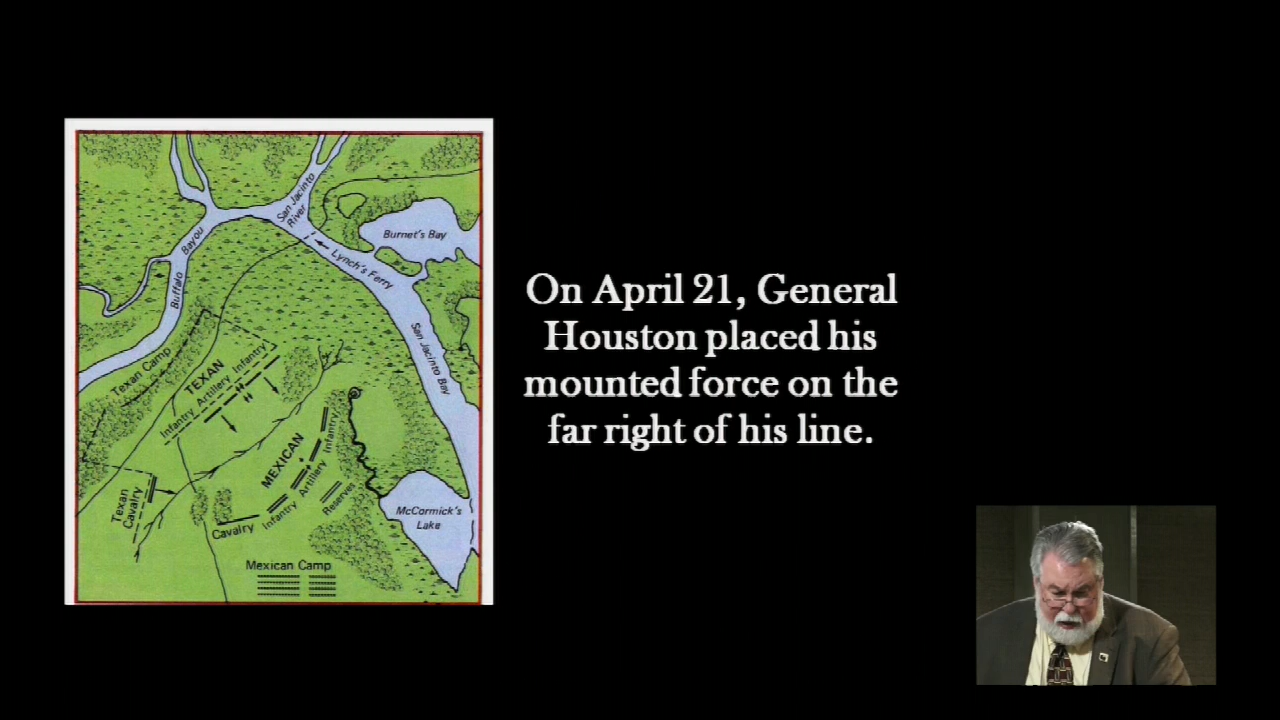 San Jacinto
River
Burnet's Bay
Buffalo Bayou
Lynch's Ferry
San Jacinto Bay
Texan Camp
TEXAN
Infantry Artillery Infantry
MEXICAN
Infantry Artillery Infantry
Cavalry
Reserves
Texan
Cavalry
McCormick's
Lake
Mexican Camp
On April 21, General
Houston placed his
mounted force on the
far right of his line.